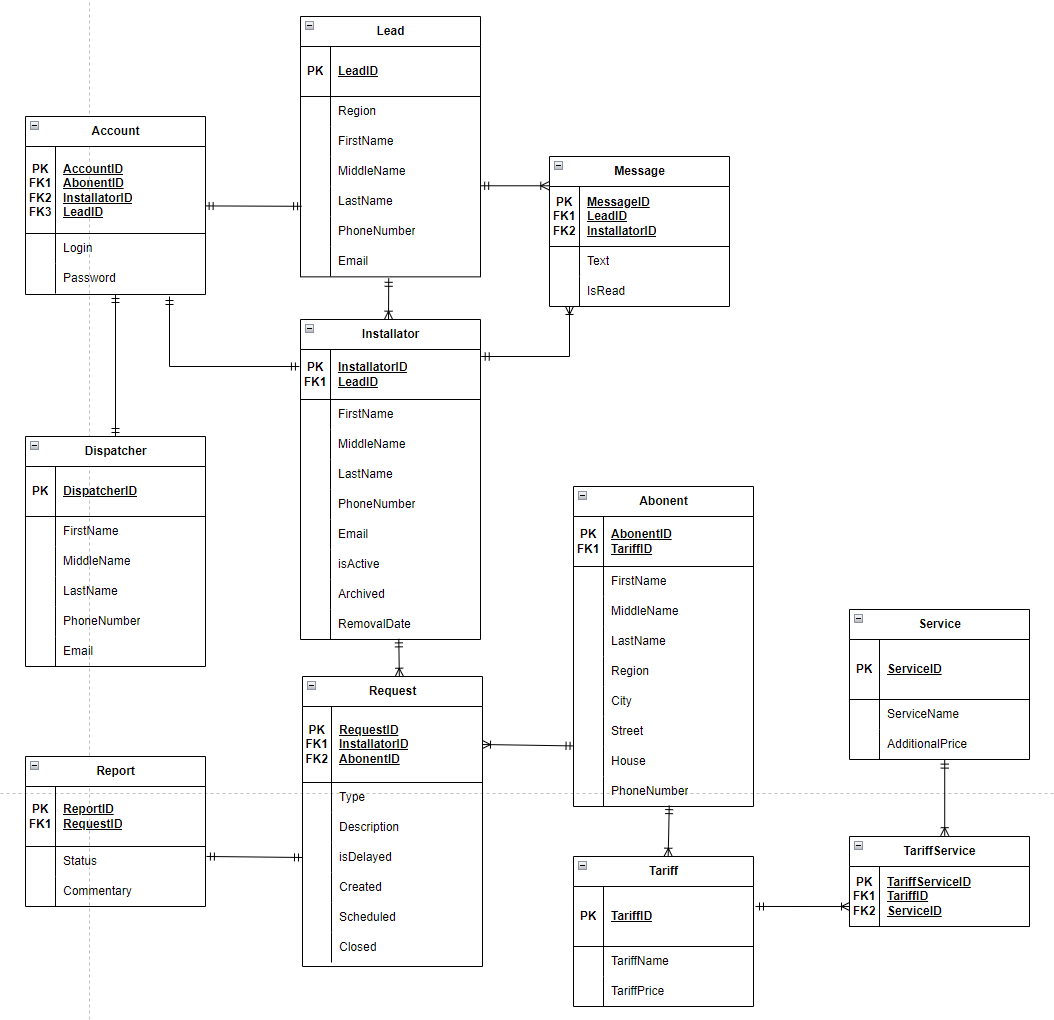 Lead
PK LeadID
Region
FirstName
MiddleName
LastName
PhoneNumber
Email
Account
PK AccountID
FK1 AbonentID
FK2 InstallatorID
FK3 LeadID
Login
Password
Message
PK MessageID
FK1 LeadID
FK2 InstallatorID
Text
IsRead
Installator
PK InstallatorID
FK1 LeadID
FirstName
MiddleName
LastName
PhoneNumber
Email
isActive
Archived
RemovalDate
Dispatcher
PK DispatcherID
FirstName
MiddleName
LastName
PhoneNumber
Email
Abonent
PK AbonentID
FK1 TariffID
FirstName
MiddleName
LastName
Region
City
Street
House
PhoneNumber
Service
PK ServiceID
ServiceName
AdditionalPrice
Request
PK RequestID
FK1 InstallatorID
FK2 AbonentID
Type
Description
isDelayed
Created
Scheduled
Closed
Report
PK ReportID
FK1 RequestID
Status
Commentary
Tariff
PK TariffID
TariffName
TariffPrice
TariffService
PK TariffServiceID
FK1 TariffID
FK2 ServiceID